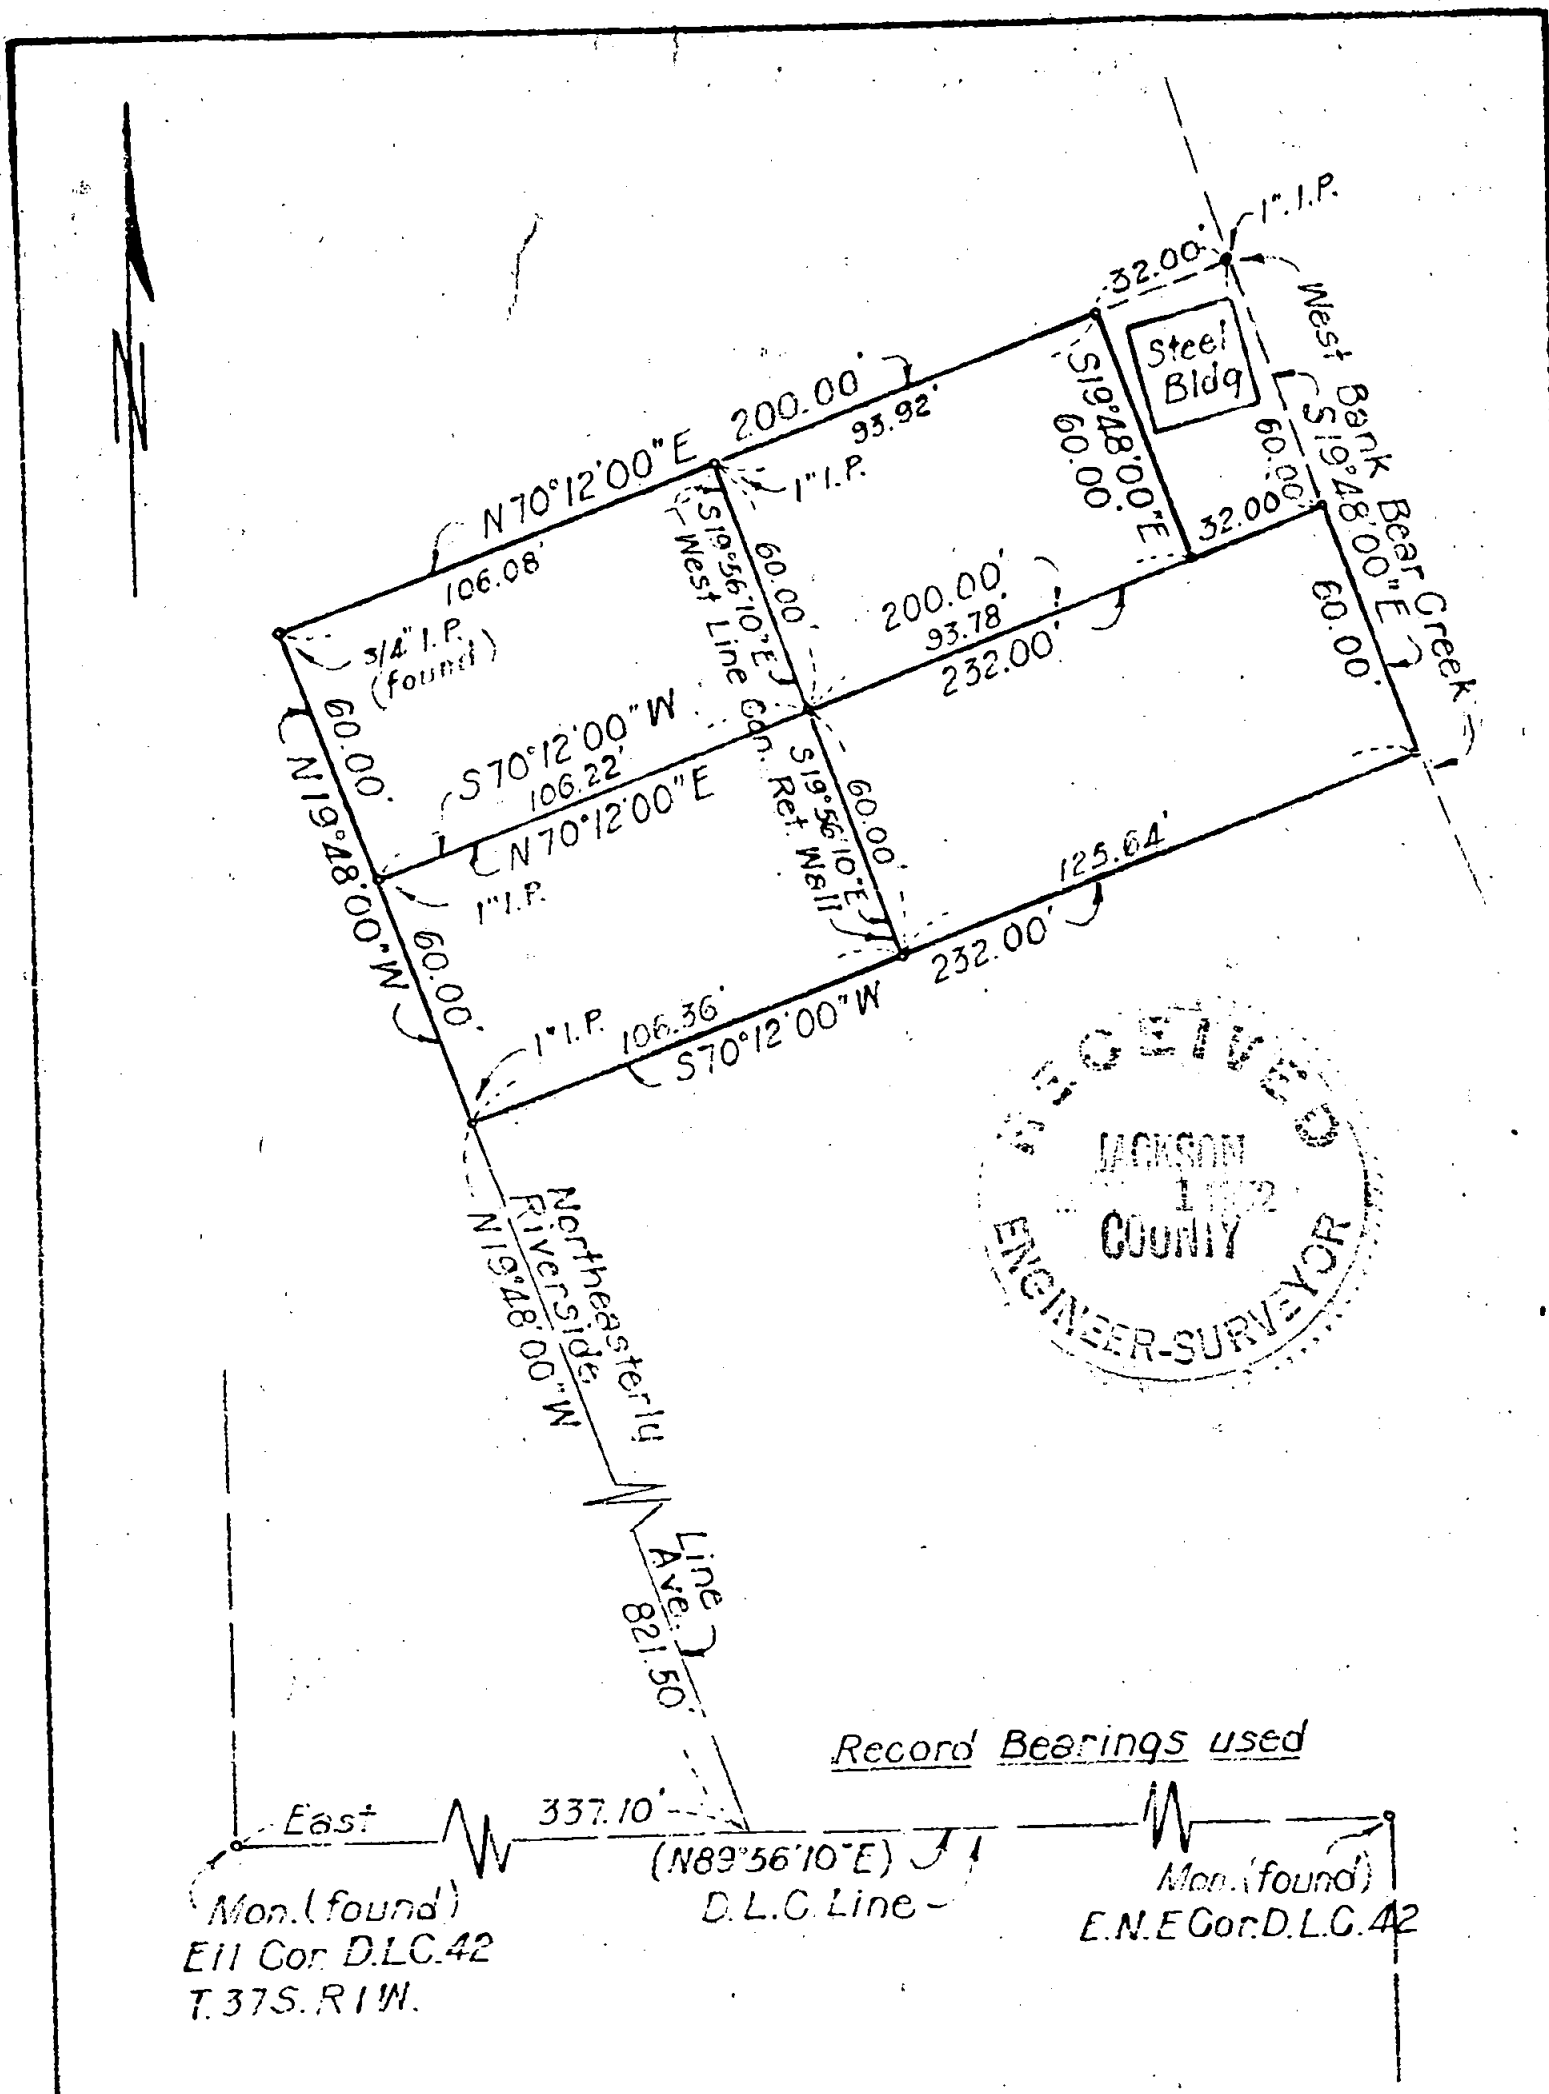 N
1" I.P.
32.00'
West Bank Bear Creek
Steel
Bldg
S19°48'00"E
60.00'
60.00'
S19°48'00"E
200.00'
93.92'
N70°12'00"E
106.08'
1" I.P.
S19°56'10"E
60.00'
West Line Con. Ret. Wall
32.00'
60.00'
200.00'
93.78'
232.00'
3/4" I.P.
(found)
60.00'
N19°48'00"W
S70°12'00"W
106.22'
N70°12'00"E
1" I.P.
60.00'
S19°56'10"E
60.00'
125.64'
232.00'
1" I.P.
106.36'
S70°12'00"W
RECEIVED
JACKSON
COUNTY
ENGINEER-SURVEYOR
Northeasterly Line
Riverside Ave.
N19°48'00"W
821.50'
Record Bearings used
East
337.10'
(N89°56'10"E)
D.L.C. Line
Mon. (found)
Ell Cor. D.L.C. 42
T.37S. R1W.
Mon. (found)
E.N.E Cor. D.L.C. 42